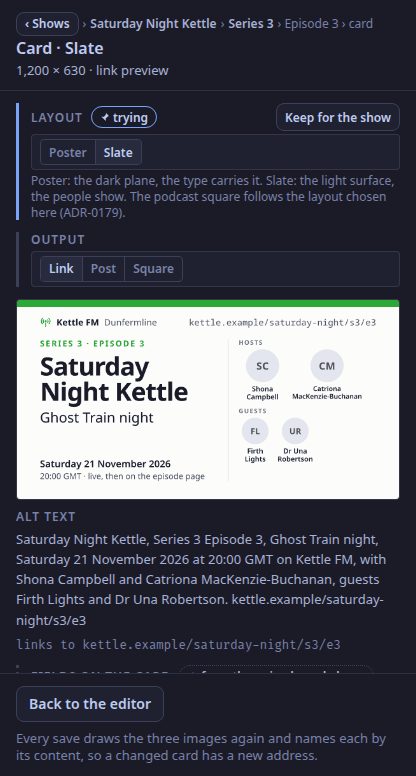 ‹ Shows › Saturday Night Kettle › Series 3 › Episode 3 › card
Card · Slate
1,200 × 630 · link preview
LAYOUT trying Keep for the show
Poster Slate
Poster: the dark plane, the type carries it. Slate: the light surface,
the people show. The podcast square follows the layout chosen
here (ADR-0179).
OUTPUT
Link Post Square
Kettle FM Dunfermline kettle.example/saturday-night/s3/e3
SERIES 3 · EPISODE 3
Saturday
Night Kettle
Ghost Train night
Saturday 21 November 2026
20:00 GMT · live, then on the episode page
HOSTS
SC CM
Shona Catriona
Campbell MacKenzie-Buchanan
GUESTS
FL UR
Firth Dr Una
Lights Robertson
ALT TEXT
Saturday Night Kettle, Series 3 Episode 3, Ghost Train night,
Saturday 21 November 2026 at 20:00 GMT on Kettle FM, with
Shona Campbell and Catriona MacKenzie-Buchanan, guests
Firth Lights and Dr Una Robertson. kettle.example/saturday-
night/s3/e3
links to kettle.example/saturday-night/s3/e3
Back to the editor
Every save draws the three images again and names each by
its content, so a changed card has a new address.